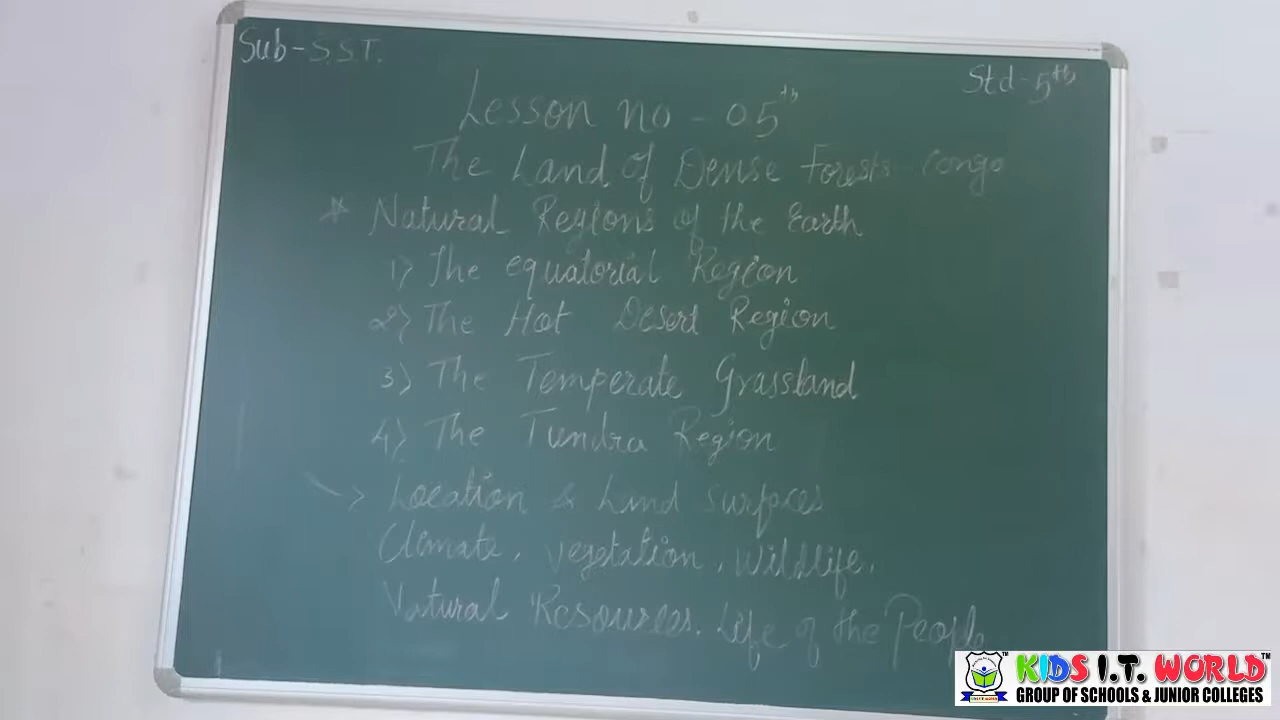 Sub-S.S.T.
Std-5th
Lesson no-05th
The Land of Dense Forests-Congo
* Natural Regions of the Earth
1) The equatorial Region
2) The Hot Desert Region
3) The Temperate Grassland
4) The Tundra Region
→ Location & Land surfaces
Climate, vegetation, wildlife,
Natural Resources. Life of the People
KIDS I.T. WORLD™
GROUP OF SCHOOLS & JUNIOR COLLEGES